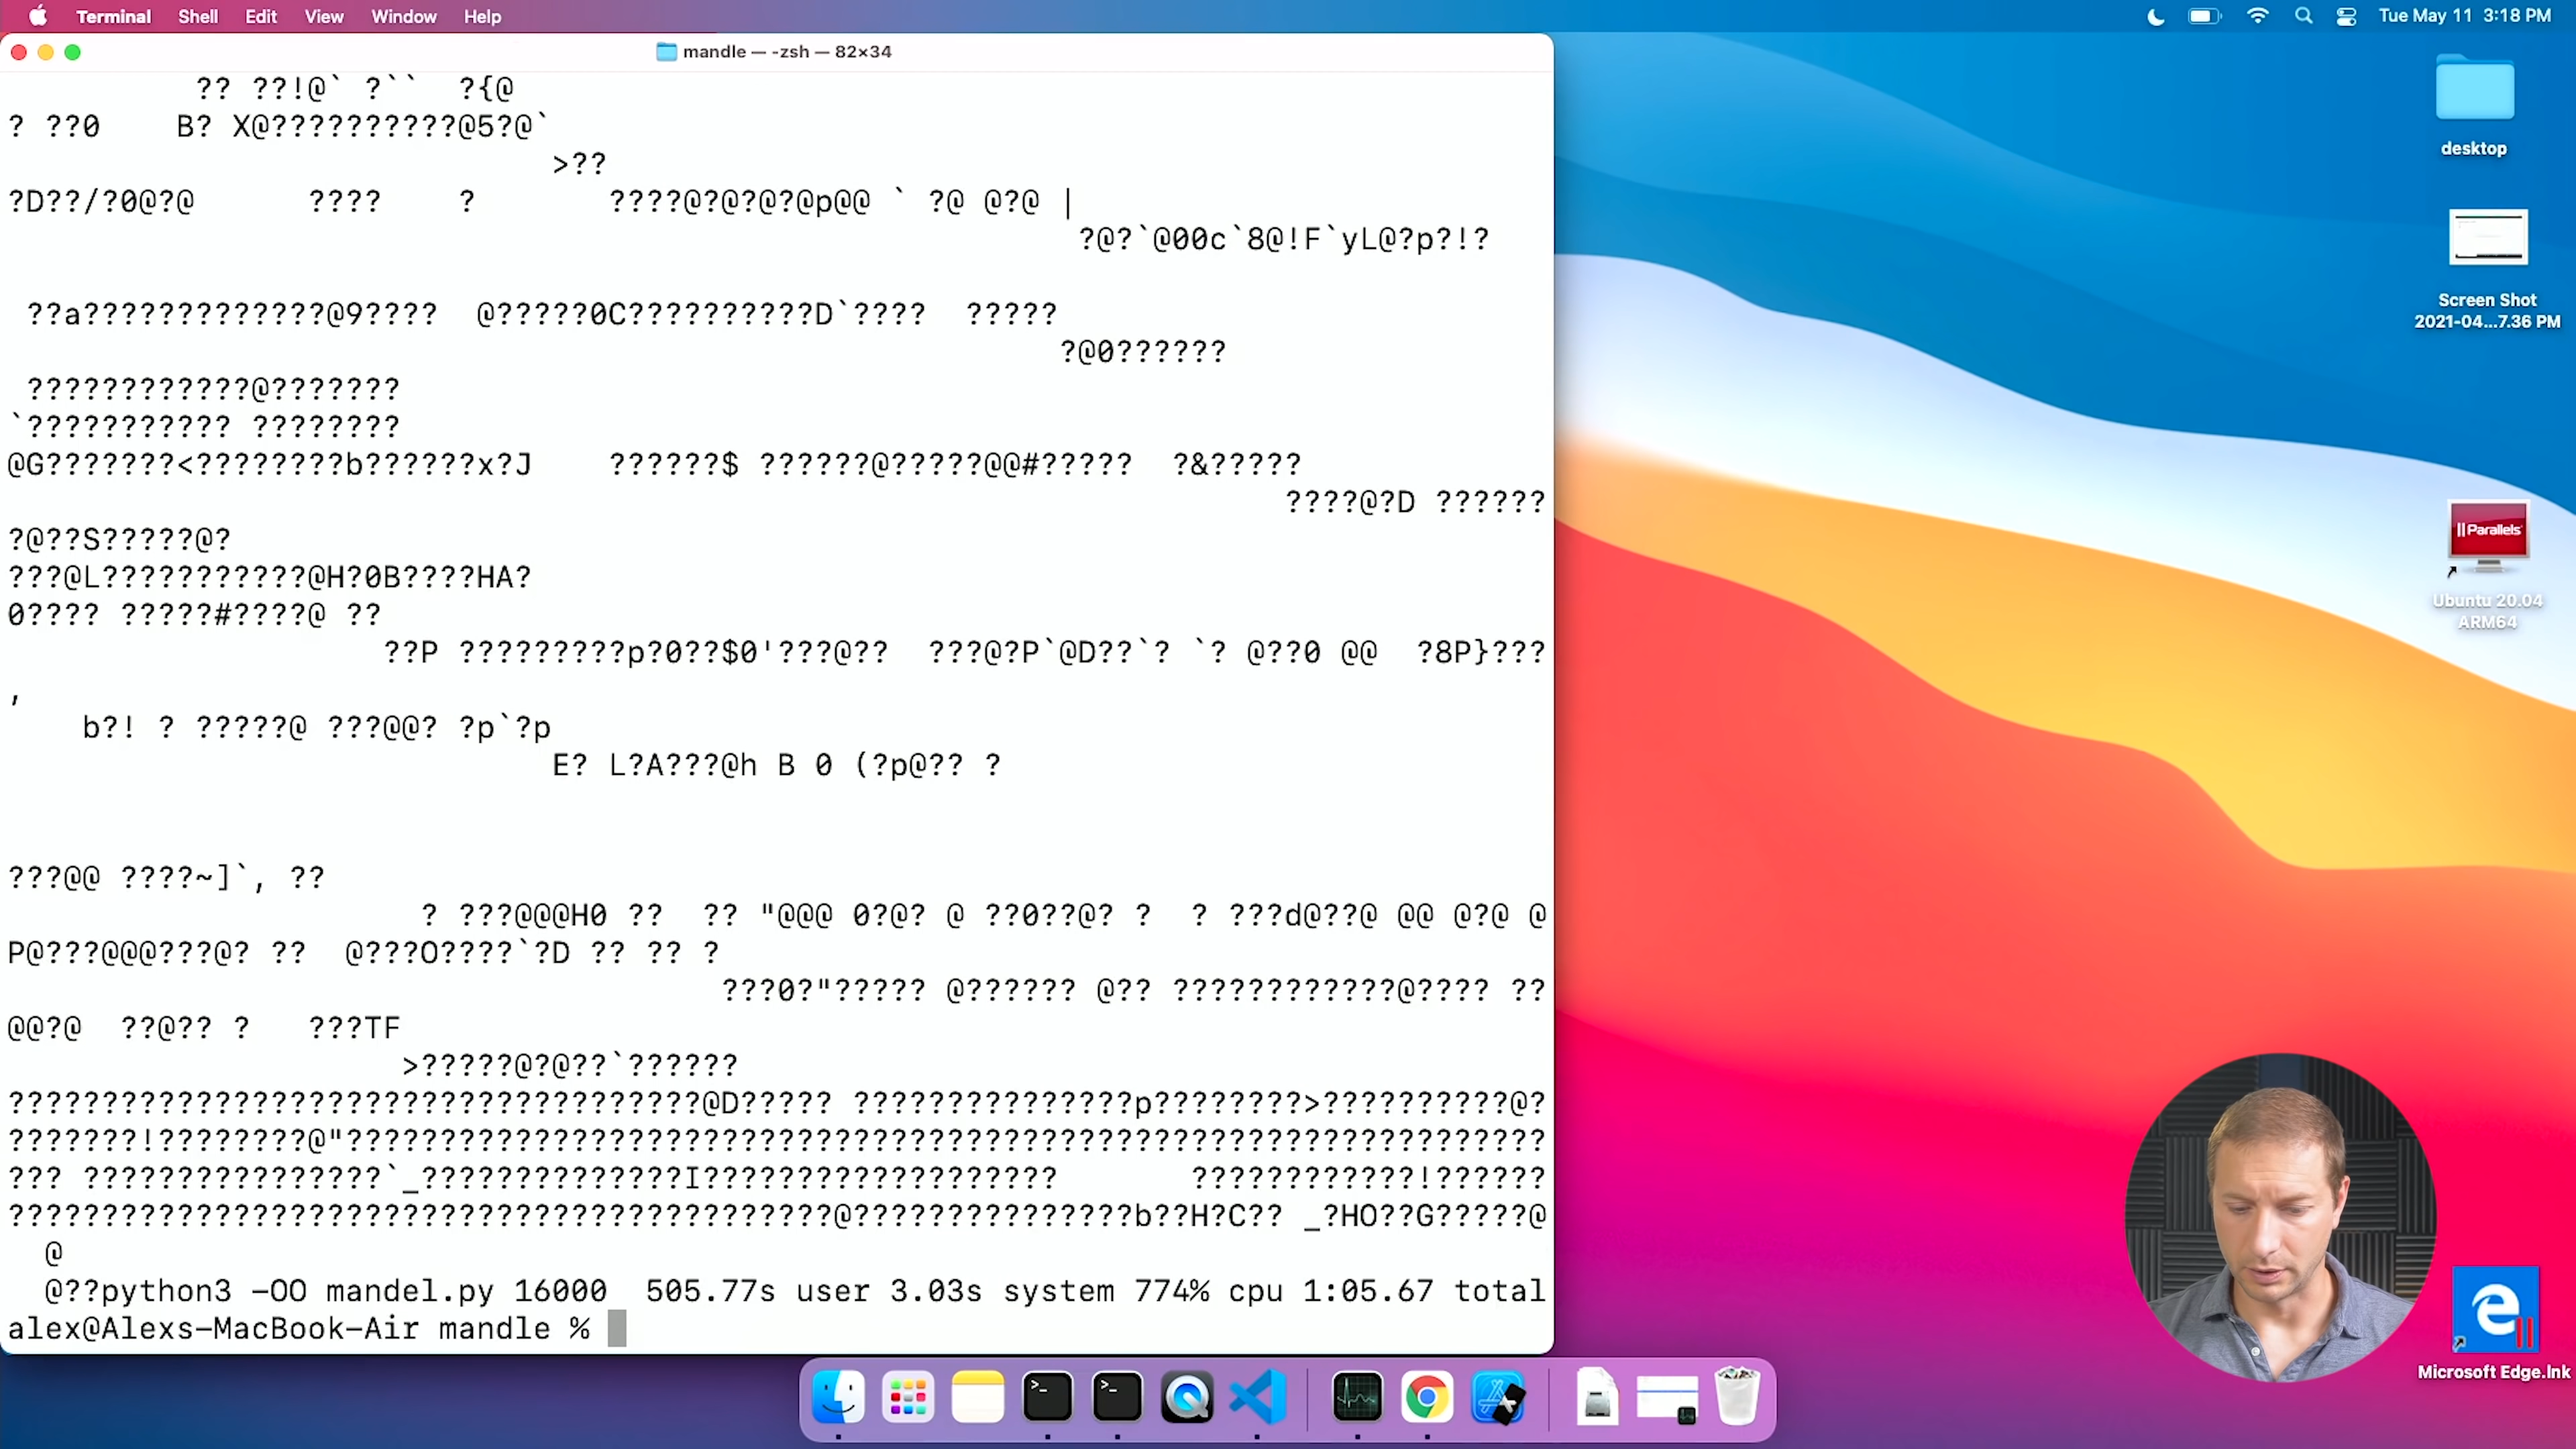 Terminal Shell Edit View Window Help
Tue May 11 3:18 PM
mandle — -zsh — 82×34
?? ??!@` ?`` ?{@
? ??0 B? X@??????????@5?@`
>??
?D??/?0@?@ ???? ? ????@?@?@?@p@@ ` ?@ @?@ |
?@?`@00c`8@!F`yL@?p?!?
??a?????????????@9???? @?????0C??????????D`???? ?????
?@0??????
????????????@???????
`??????????? ????????
@G???????<????????b??????x?J ??????$ ??????@?????@@#????? ?&?????
????@?D ??????
?@??S?????@?
???@L???????????@H?0B????HA?
0???? ?????#????@ ??
??P ?????????p?0??$0'???@?? ???@?P`@D??`? `? @??0 @@ ?8P}???
,
b?! ? ?????@ ???@@? ?p`?p
E? L?A???@h B 0 (?p@?? ?
???@@ ????~]`, ??
? ???@@@H0 ?? ?? "@@@ 0?@? @ ??0??@? ? ? ???d@??@ @@ @?@ @
P@???@@@???@? ?? @???O????`?D ?? ?? ?
???0?"????? @?????? @?? ????????????@???? ??
@@?@ ??@?? ? ???TF
>?????@?@??`??????
?????????????????????????????????????@D????? ???????????????p????????>??????????@?
???????!????????@"????????????????????????????????????????????????????????????????
??? ????????????????`_??????????????I??????????????????? ????????????!??????
????????????????????????????????????????????@???????????????b??H?C?? _?HO??G?????@
@
@??python3 -OO mandel.py 16000 505.77s user 3.03s system 774% cpu 1:05.67 total
alex@Alexs-MacBook-Air mandle %
desktop
Screen Shot
2021-04...7.36 PM
Parallels
Ubuntu 20.04
ARM64
Microsoft Edge.lnk